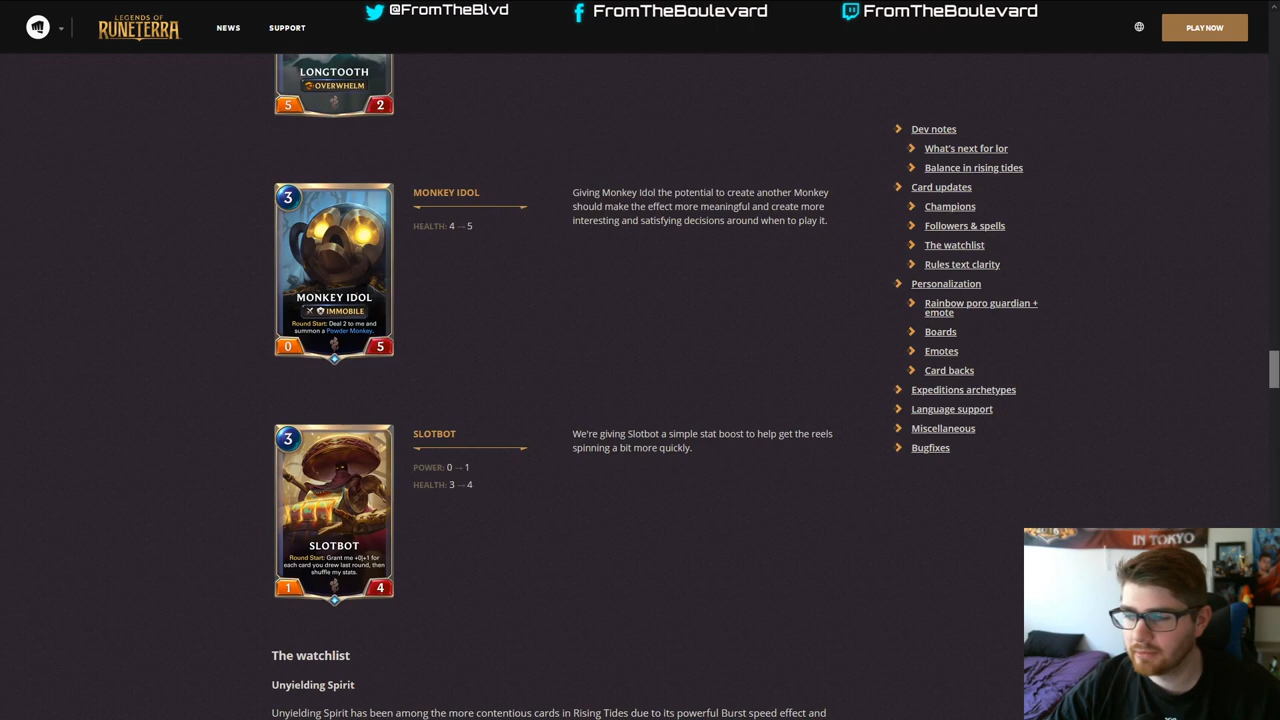 @FromTheBlvd
FromTheBoulevard
FromTheBoulevard
LEGENDS OF
RUNETERRA
NEWS
SUPPORT
PLAY NOW
LONGTOOTH
OVERWHELM
5
2
3
MONKEY IDOL
IMMOBILE
Round Start: Deal 2 to me and
summon a Powder Monkey.
0
5
MONKEY IDOL
HEALTH: 4 → 5
Giving Monkey Idol the potential to create another Monkey
should make the effect more meaningful and create more
interesting and satisfying decisions around when to play it.
3
SLOTBOT
Round Start: Grant me +0|+1 for
each card you drew last round, then
shuffle my stats.
1
4
SLOTBOT
POWER: 0 → 1
HEALTH: 3 → 4
We're giving Slotbot a simple stat boost to help get the reels
spinning a bit more quickly.
The watchlist
Unyielding Spirit
Unyielding Spirit has been among the more contentious cards in Rising Tides due to its powerful Burst speed effect and
Dev notes
What's next for lor
Balance in rising tides
Card updates
Champions
Followers & spells
The watchlist
Rules text clarity
Personalization
Rainbow poro guardian +
emote
Boards
Emotes
Card backs
Expeditions archetypes
Language support
Miscellaneous
Bugfixes
IN TOKYO